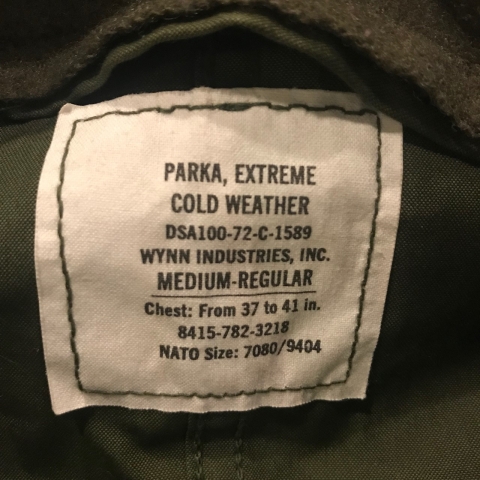 PARKA, EXTREME
COLD WEATHER
DSA100-72-C-1589
WYNN INDUSTRIES, INC.
MEDIUM-REGULAR
Chest: From 37 to 41 in.
8415-782-3218
NATO Size: 7080/9404